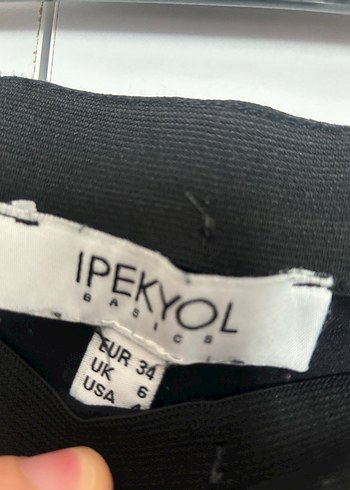 IPEKYOL
BASICS
EUR 34
UK 6
USA